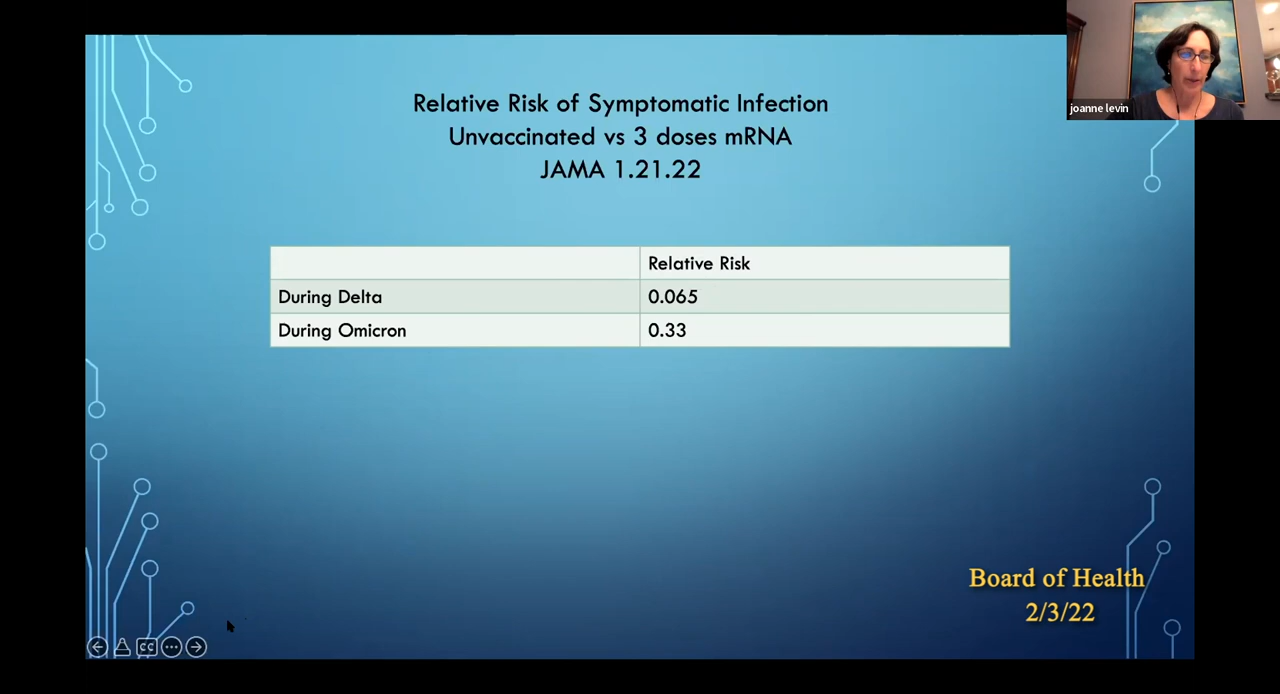 joanne levin
Relative Risk of Symptomatic Infection
Unvaccinated vs 3 doses mRNA
JAMA 1.21.22
Relative Risk
During Delta 0.065
During Omicron 0.33
Board of Health
2/3/22
CC